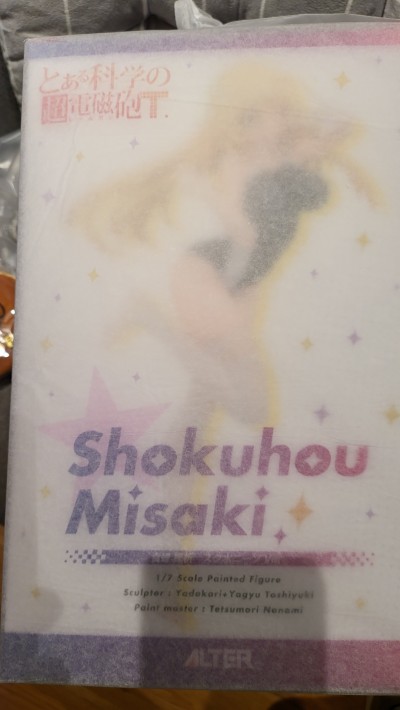 とある科学の
超電磁砲T
Shokuhou
Misaki
1/7 Scale Painted Figure
Sculptor : Yadokari+Yagyu Toshiyuki
Paint master : Tetsumori Nanami
ALTER